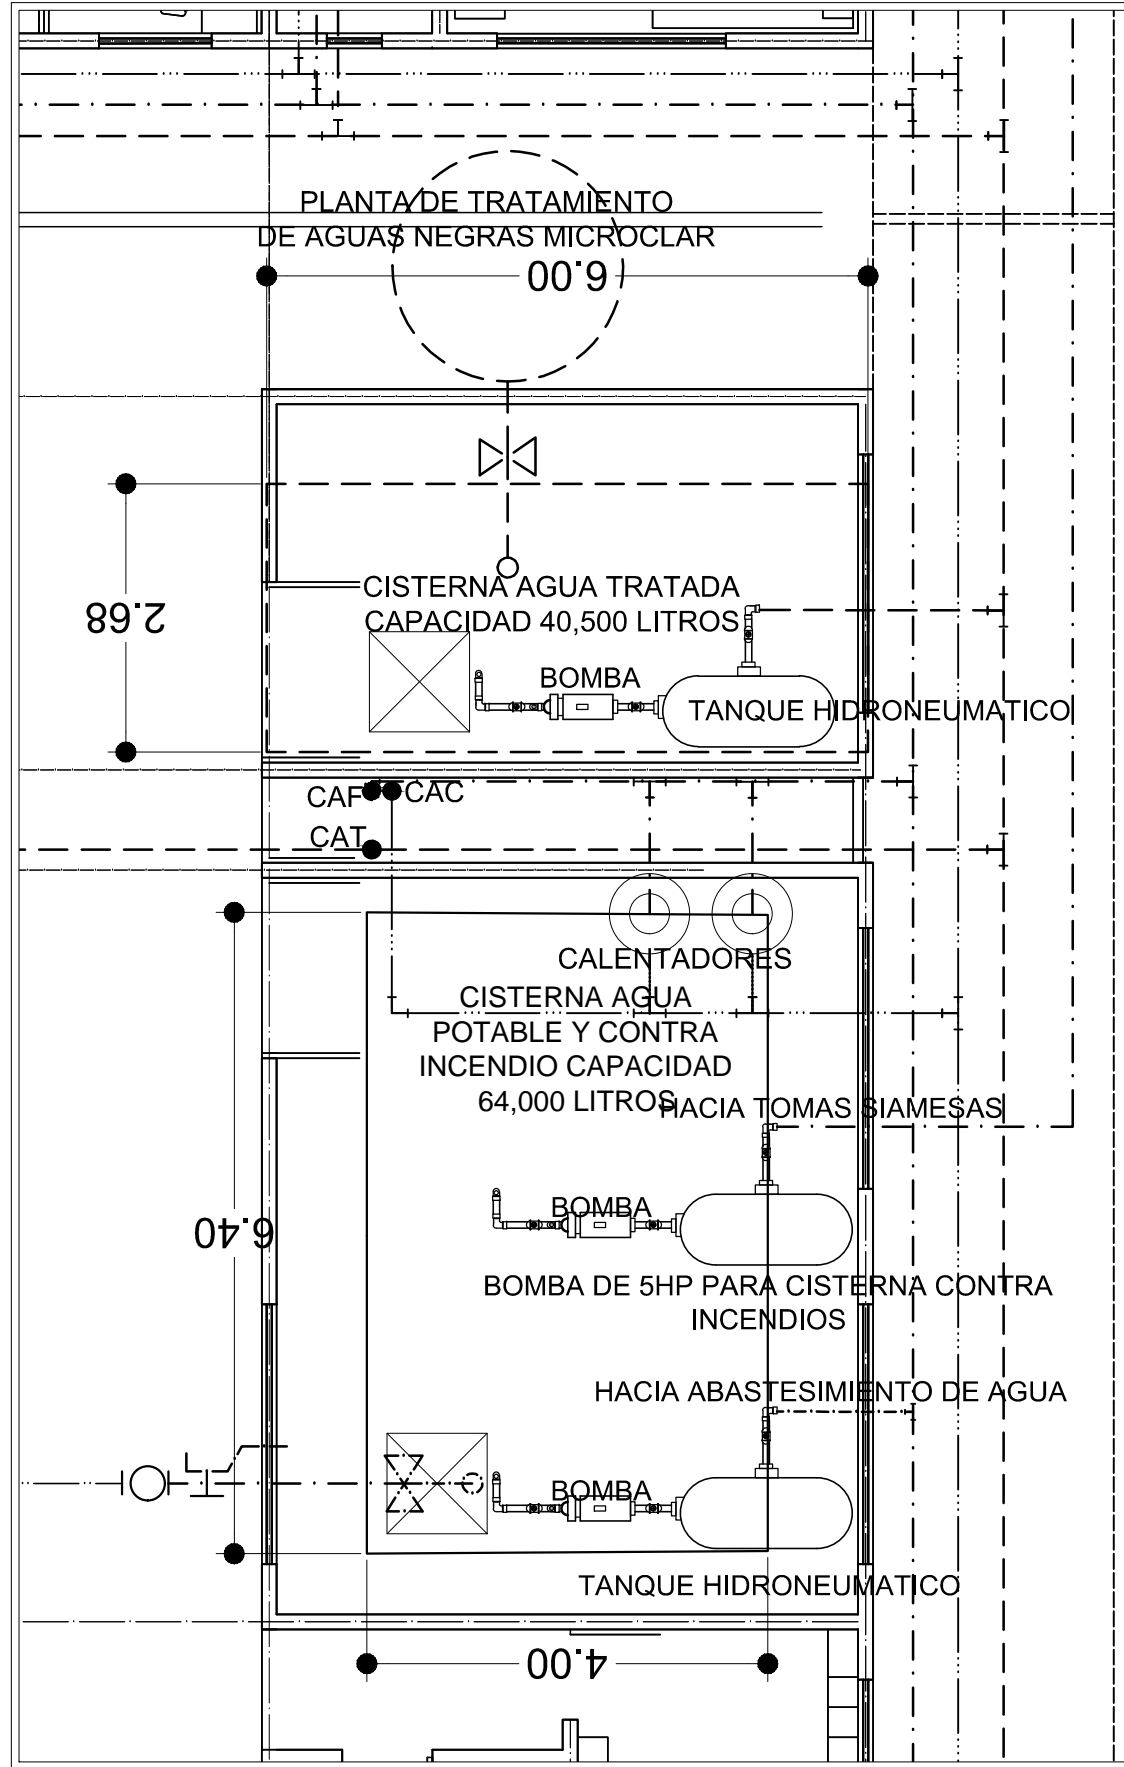 PLANTA DE TRATAMIENTO
DE AGUAS NEGRAS MICROCLAR
6.00
2.68
CISTERNA AGUA TRATADA
CAPACIDAD 40,500 LITROS
BOMBA
TANQUE HIDRONEUMATICO
CAF
CAC
CAT
CALENTADORES
CISTERNA AGUA
POTABLE Y CONTRA
INCENDIO CAPACIDAD
64,000 LITROS
HACIA TOMAS SIAMESAS
BOMBA
6.40
BOMBA DE 5HP PARA CISTERNA CONTRA
INCENDIOS
HACIA ABASTESIMIENTO DE AGUA
BOMBA
TANQUE HIDRONEUMATICO
4.00